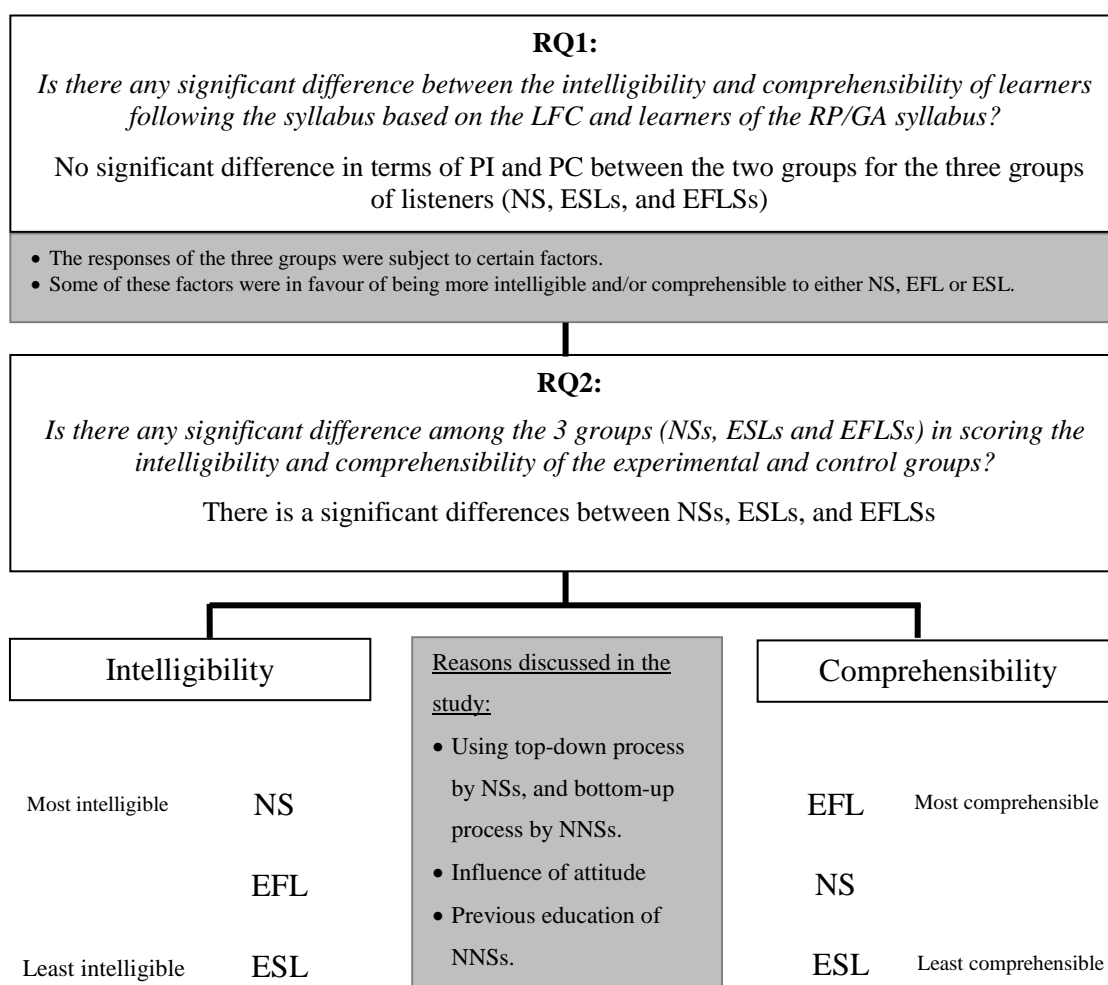 RQ1:
Is there any significant difference between the intelligibility and comprehensibility of learners
following the syllabus based on the LFC and learners of the RP/GA syllabus?
No significant difference in terms of PI and PC between the two groups for the three groups
of listeners (NS, ESLs, and EFLSs)
• The responses of the three groups were subject to certain factors.
• Some of these factors were in favour of being more intelligible and/or comprehensible to either NS, EFL or ESL.
RQ2:
Is there any significant difference among the 3 groups (NSs, ESLs and EFLSs) in scoring the
intelligibility and comprehensibility of the experimental and control groups?
There is a significant differences between NSs, ESLs, and EFLSs
Intelligibility
Most intelligible NS
EFL
Least intelligible ESL
Reasons discussed in the
study:
• Using top-down process
by NSs, and bottom-up
process by NNSs.
• Influence of attitude
• Previous education of
NNSs.
Comprehensibility
EFL Most comprehensible
NS
ESL Least comprehensible